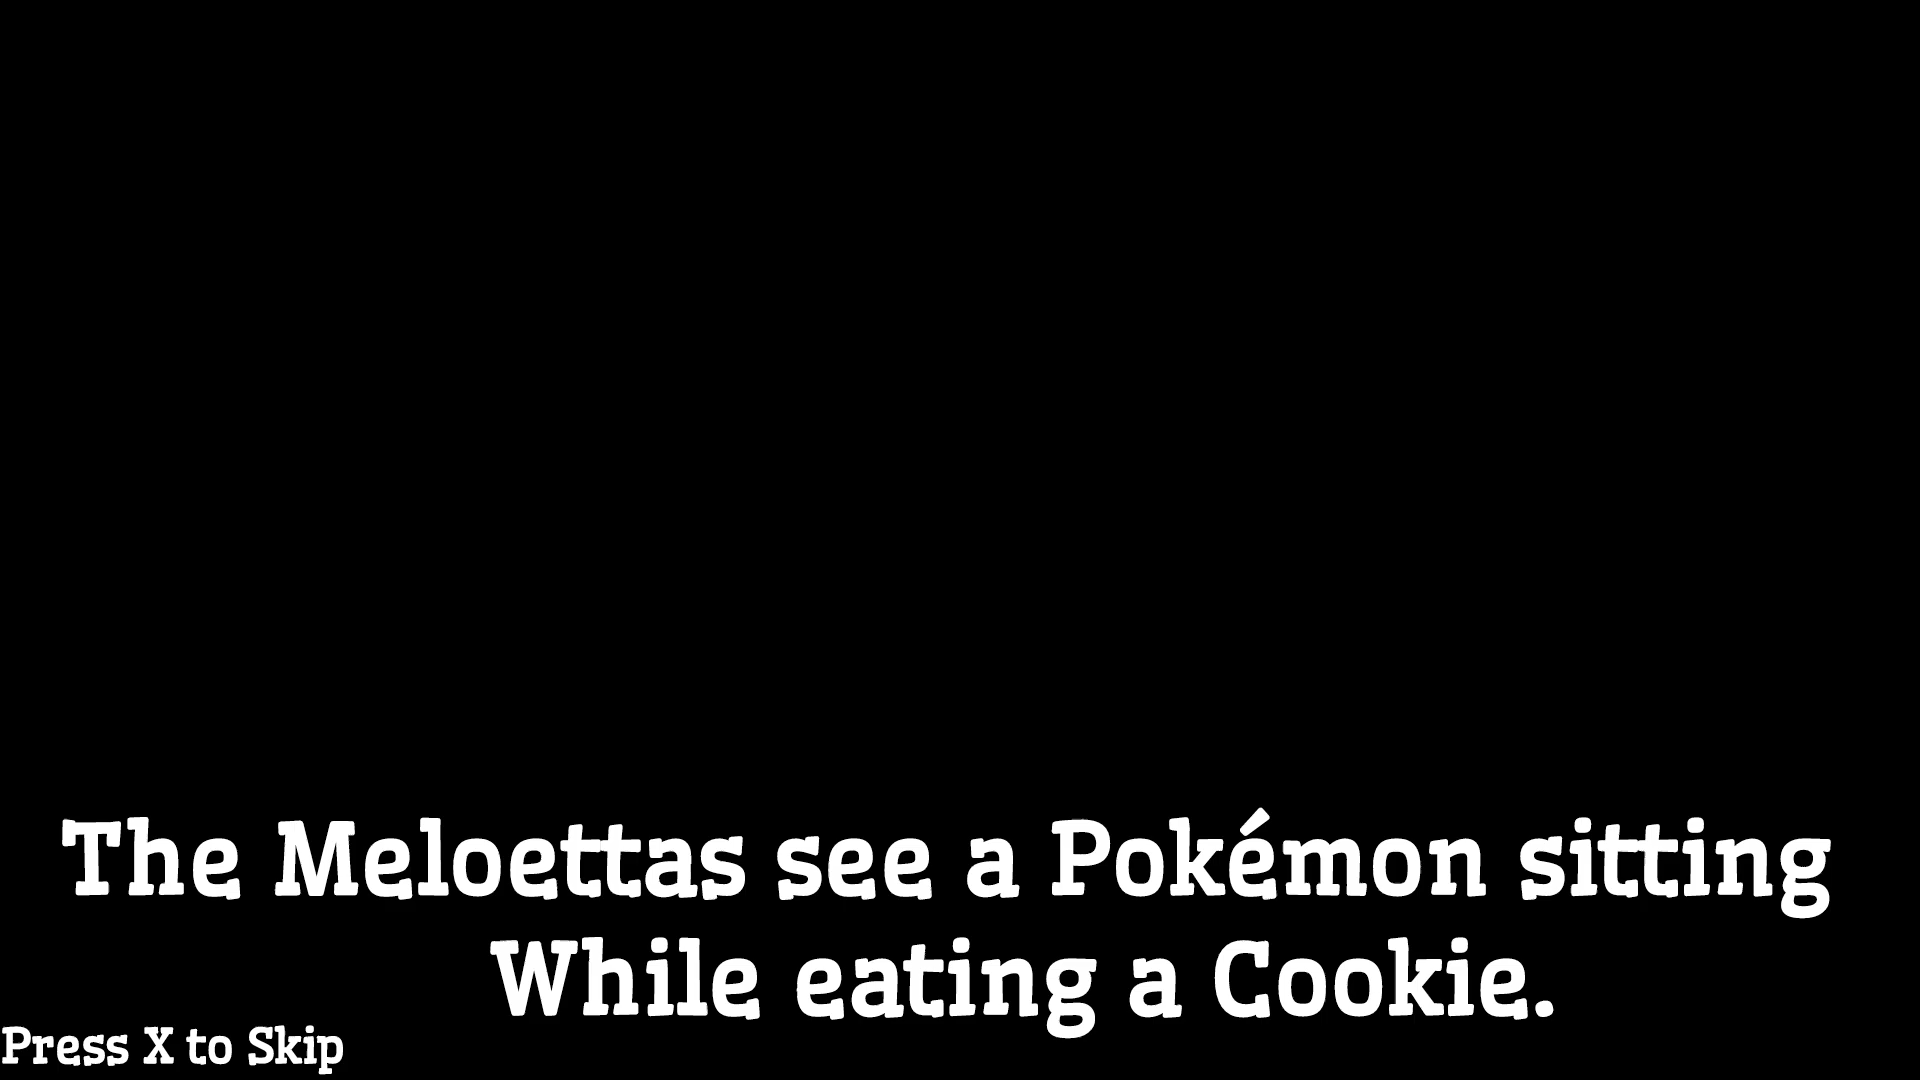 The Meloettas see a Pokémon sitting
While eating a Cookie.
Press X to Skip